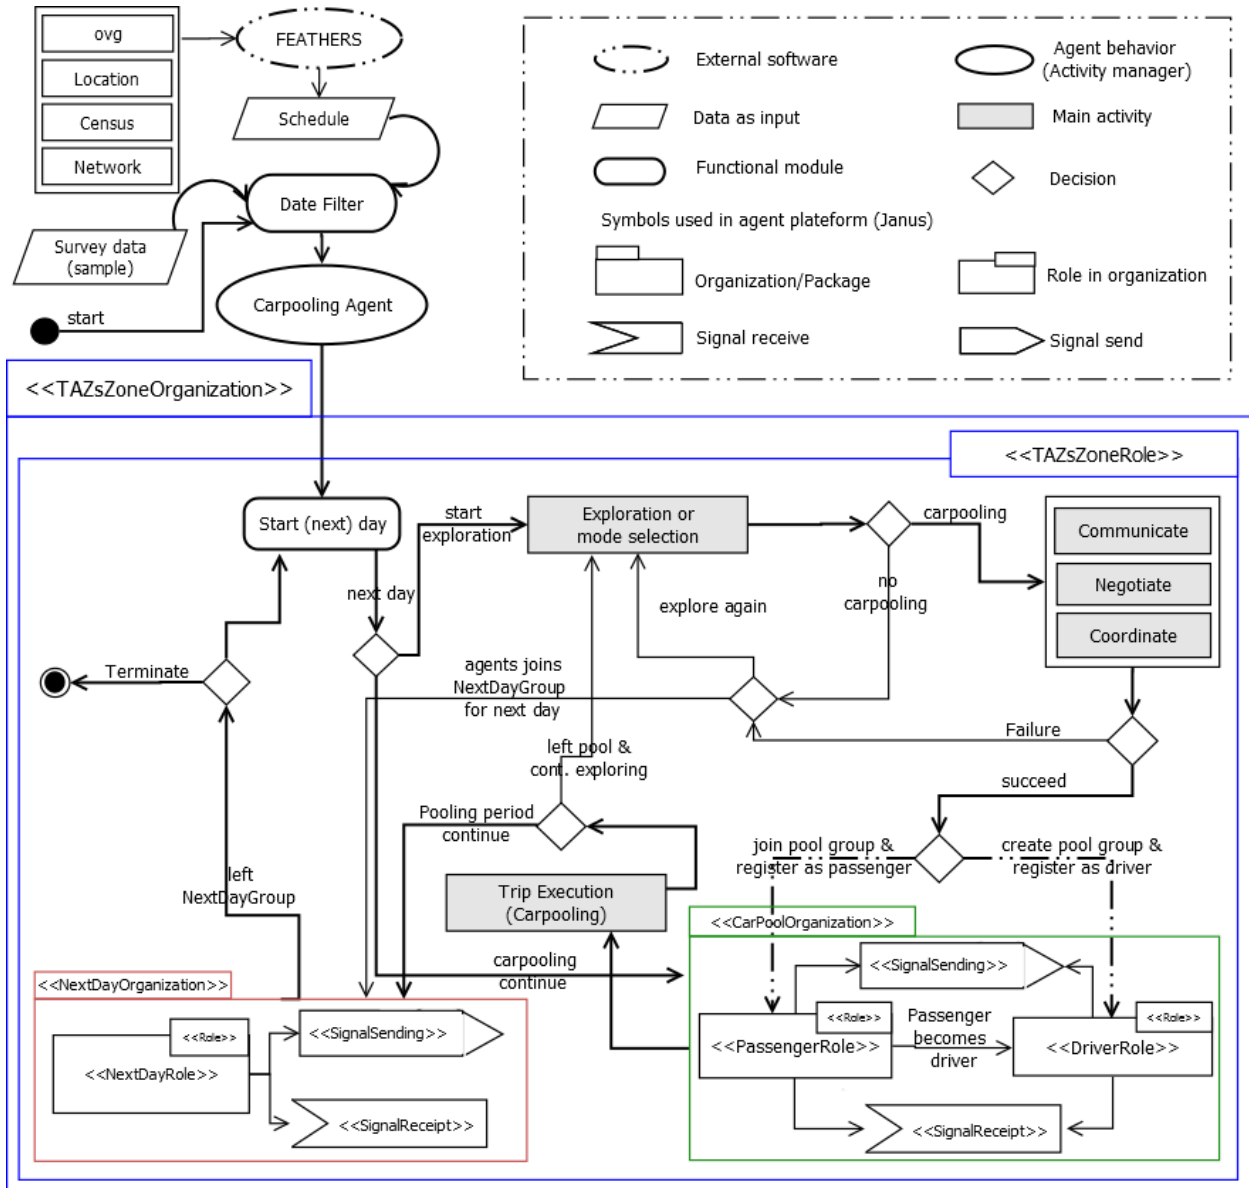 ovg
Location
Census
Network
FEATHERS
Schedule
Date Filter
Survey data
(sample)
Carpooling Agent
start
External software
Agent behavior
(Activity manager)
Data as input
Main activity
Functional module
Decision
Symbols used in agent plateform (Janus)
Organization/Package
Role in organization
Signal receive
Signal send
<<TAZsZoneOrganization>>
<<TAZsZoneRole>>
Start (next) day
start
exploration
Exploration or
mode selection
carpooling
Communicate
Negotiate
Coordinate
next day
no
carpooling
explore again
Terminate
agents joins
NextDayGroup
for next day
Failure
left pool &
cont. exploring
succeed
Pooling period
continue
join pool group &
register as passenger
create pool group &
register as driver
left
NextDayGroup
Trip Execution
(Carpooling)
<<CarPoolOrganization>>
carpooling
continue
<<NextDayOrganization>>
<<SignalSending>>
<<Role>>
<<NextDayRole>>
<<SignalSending>>
<<SignalReceipt>>
<<Role>>
<<PassengerRole>>
Passenger
becomes
driver
<<Role>>
<<DriverRole>>
<<SignalReceipt>>